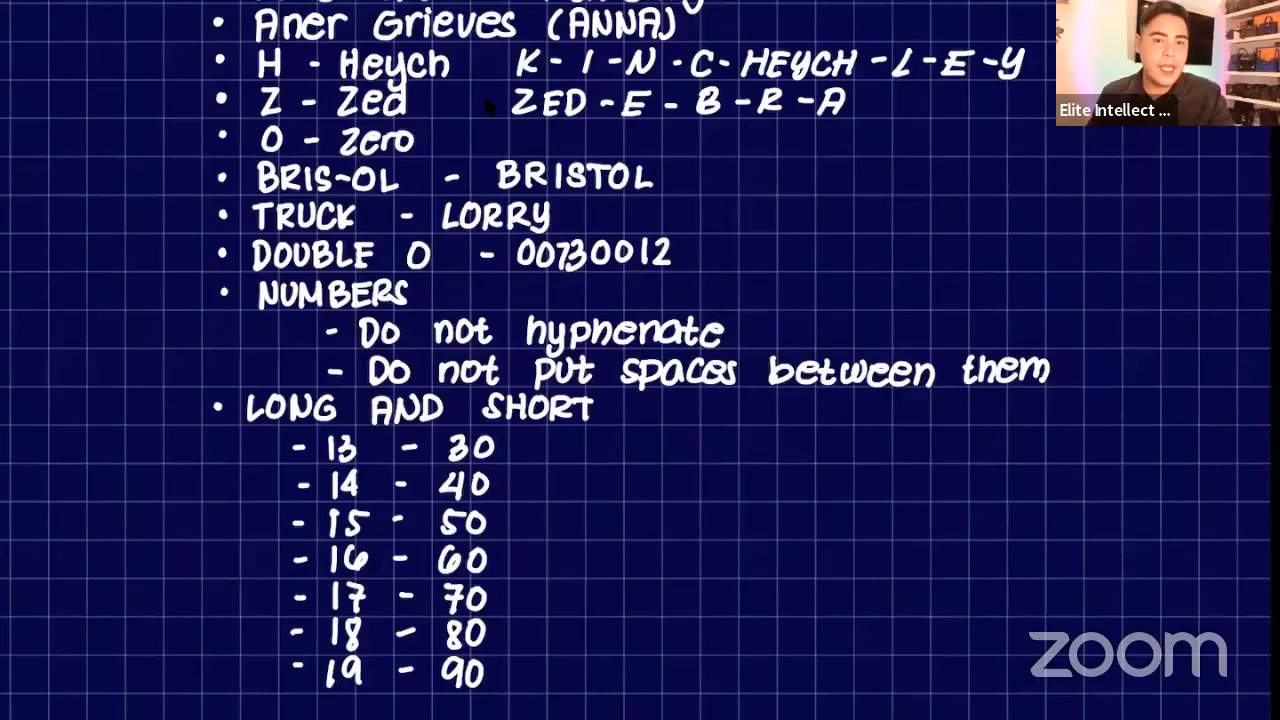 • Aner Grieves (ANNA)
• H - Heych K - I - N - C - HEYCH - L - E - Y
• Z - Zed ZED - E - B - R - A
• O - Zero
• BRIS-OL - BRISTOL
• TRUCK - LORRY
• DOUBLE O - 00730012
• NUMBERS
- Do not hyphenate
- Do not put spaces between them
• LONG AND SHORT
- 13 - 30
- 14 - 40
- 15 - 50
- 16 - 60
- 17 - 70
- 18 - 80
- 19 - 90
Elite Intellect ...
zoom